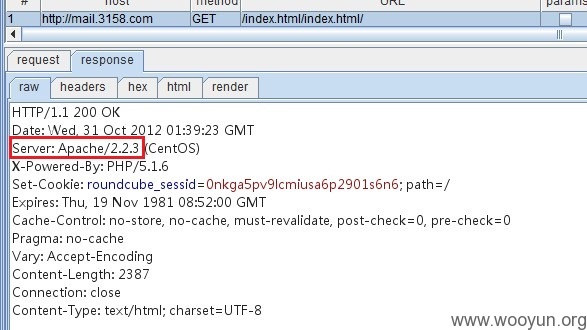 host method URL params
1 http://mail.3158.com GET /index.html/index.html/
request response
raw headers hex html render
HTTP/1.1 200 OK
Date: Wed, 31 Oct 2012 01:39:23 GMT
Server: Apache/2.2.3 (CentOS)
X-Powered-By: PHP/5.1.6
Set-Cookie: roundcube_sessid=0nkga5pv9lcmiusa6p2901s6n6; path=/
Expires: Thu, 19 Nov 1981 08:52:00 GMT
Cache-Control: no-store, no-cache, must-revalidate, post-check=0, pre-check=0
Pragma: no-cache
Vary: Accept-Encoding
Content-Length: 2387
Connection: close
Content-Type: text/html; charset=UTF-8
www.wooyun.org